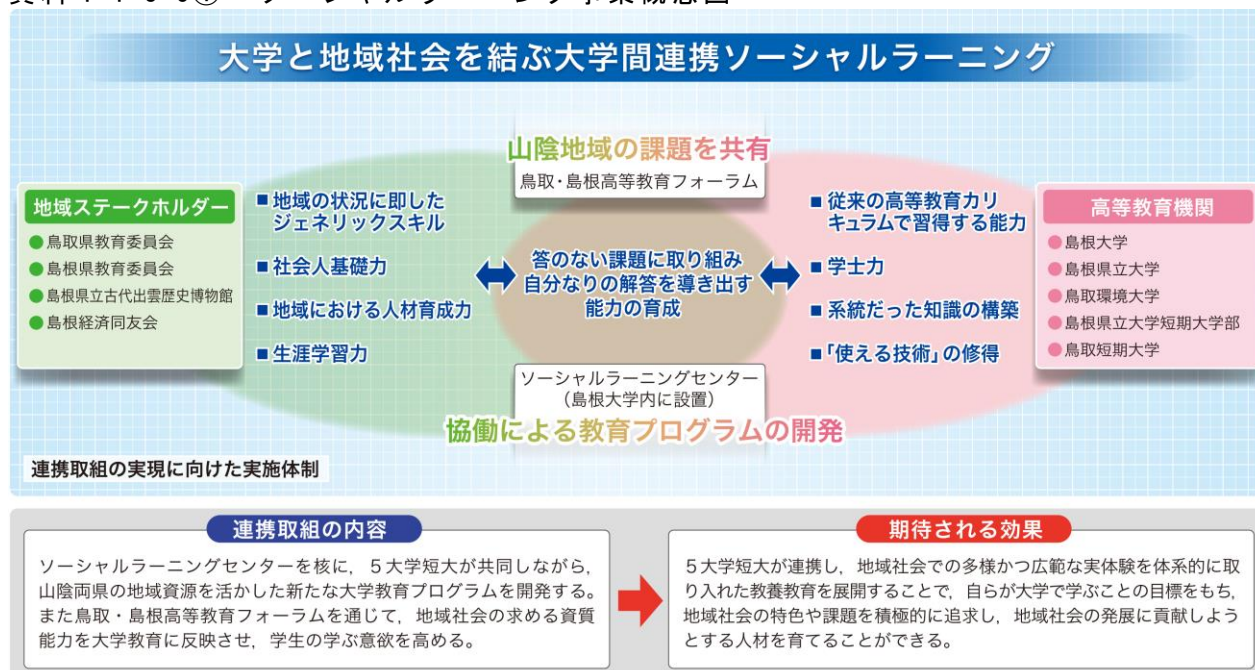 大学と地域社会を結ぶ大学間連携ソーシャルラーニング
山陰地域の課題を共有
鳥取・島根高等教育フォーラム
地域ステークホルダー
●鳥取県教育委員会
●島根県教育委員会
●島根県立古代出雲歴史博物館
●島根経済同友会
■地域の状況に即した
ジェネリックスキル
■社会人基礎力
■地域における人材育成力
■生涯学習力
答のない課題に取り組み
自分なりの解答を導き出す
能力の育成
■従来の高等教育カリ
キュラムで習得する能力
■学士力
■系統だった知識の構築
■「使える技術」の修得
高等教育機関
●島根大学
●島根県立大学
●鳥取環境大学
●島根県立大学短期大学部
●鳥取短期大学
ソーシャルラーニングセンター
（島根大学内に設置）
協働による教育プログラムの開発
連携取組の実現に向けた実施体制
連携取組の内容
ソーシャルラーニングセンターを核に，５大学短大が共同しながら，
山陰両県の地域資源を活かした新たな大学教育プログラムを開発する。
また鳥取・島根高等教育フォーラムを通じて，地域社会の求める資質
能力を大学教育に反映させ，学生の学ぶ意欲を高める。
期待される効果
５大学短大が連携し，地域社会での多様かつ広範な実体験を体系的に取
り入れた教養教育を展開することで，自らが大学で学ぶことの目標をもち，
地域社会の特色や課題を積極的に追求し，地域社会の発展に貢献しよう
とする人材を育てることができる。